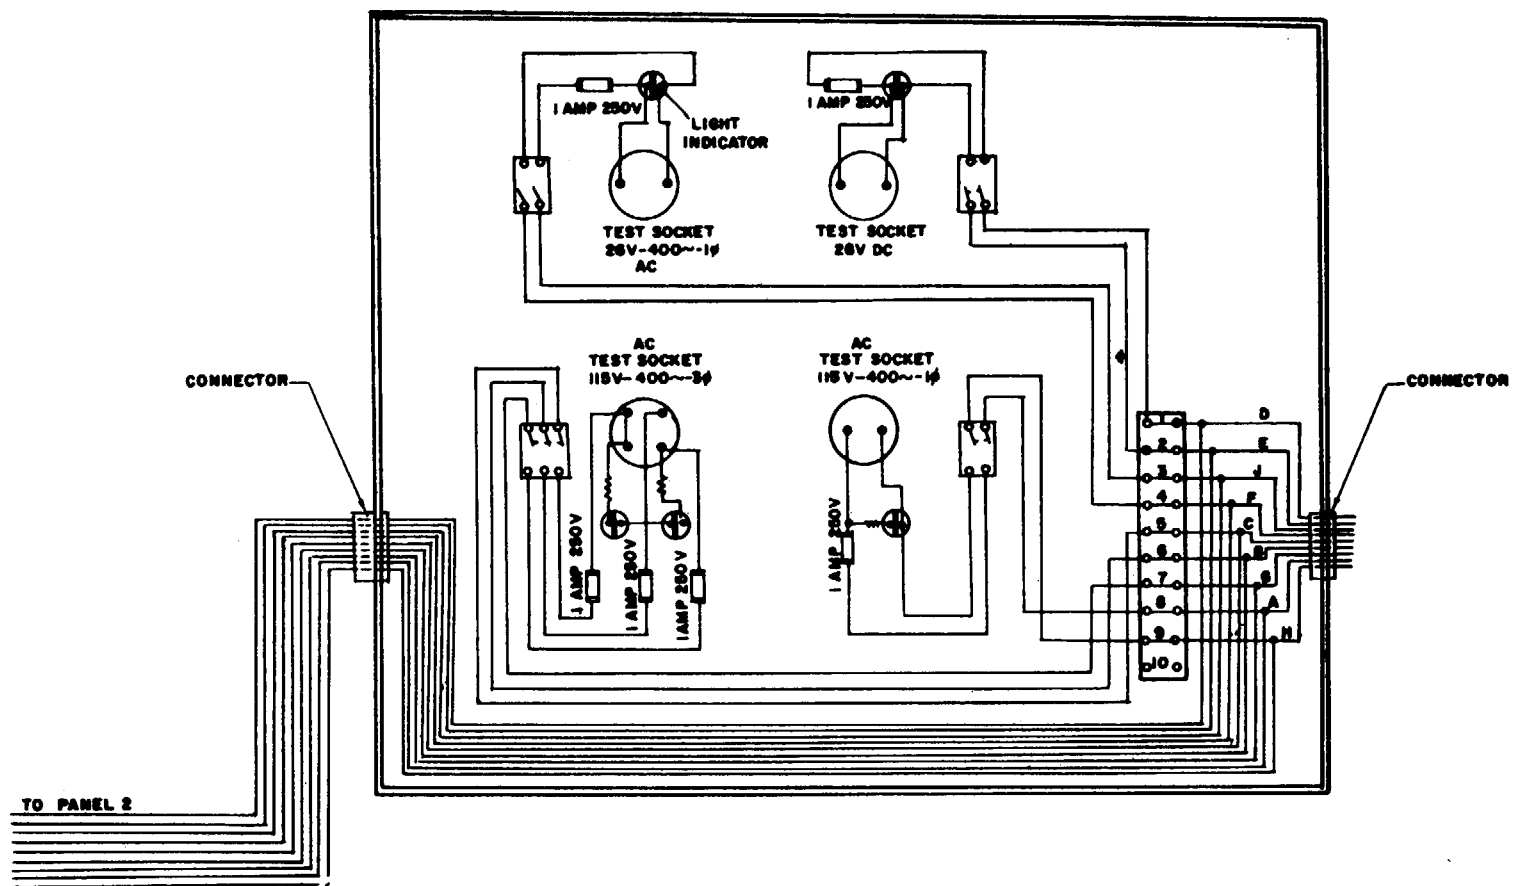 1 AMP 250V
LIGHT
INDICATOR
1 AMP 250V
TEST SOCKET
26V-400~-1ϕ
AC
TEST SOCKET
26V DC
AC
TEST SOCKET
115V-400~-3ϕ
AC
TEST SOCKET
115V-400~-1ϕ
CONNECTOR
CONNECTOR
1 AMP 250V
1 AMP 250V
1 AMP 250V
1 AMP 250V
1
2
3
4
5
6
7
8
9
10
D
E
J
F
C
B
G
A
H
TO PANEL 2